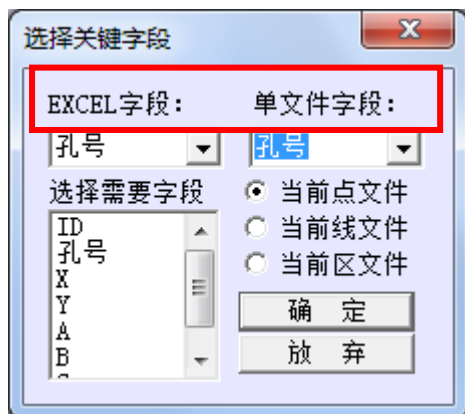 选择关键字段
EXCEL字段： 单文件字段：
孔号 孔号
选择需要字段
ID
孔号
X
Y
A
B
当前点文件
当前线文件
当前区文件
确 定
放 弃